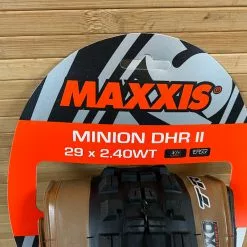 MAXXIS
MINION DHR II
29 x 2.40WT